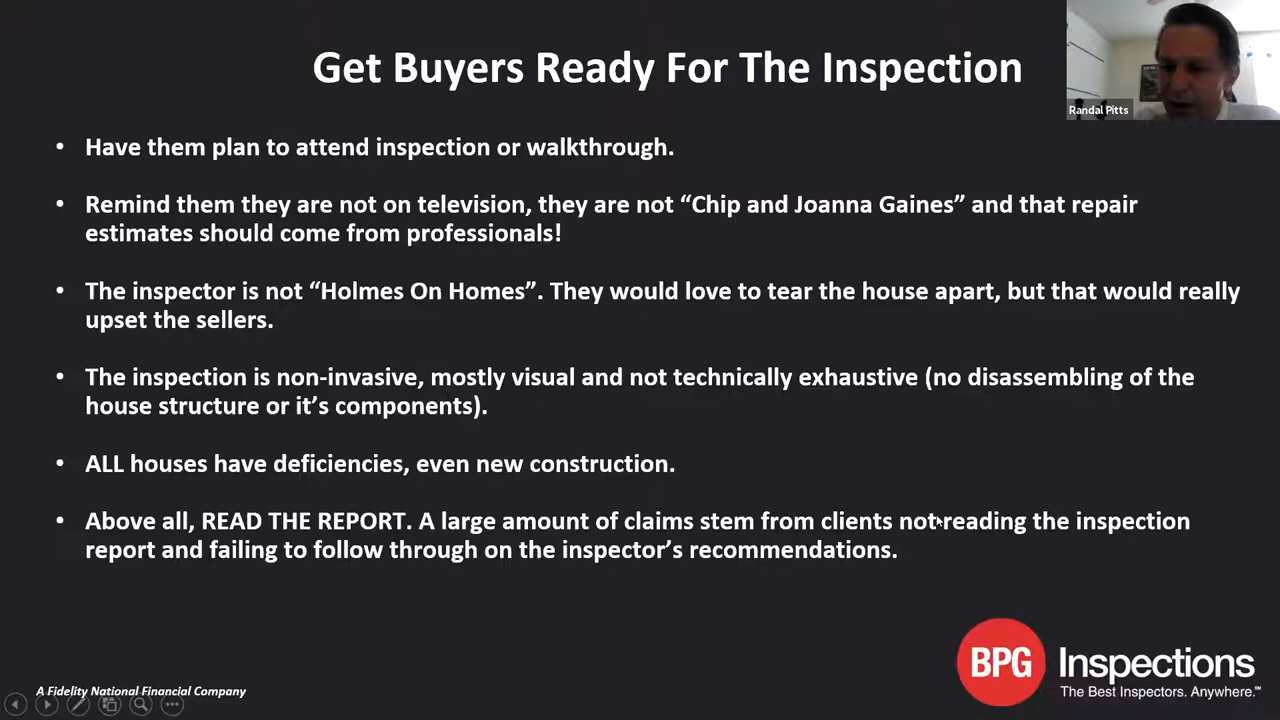 Get Buyers Ready For The Inspection
Randal Pitts
• Have them plan to attend inspection or walkthrough.
• Remind them they are not on television, they are not “Chip and Joanna Gaines” and that repair
estimates should come from professionals!
• The inspector is not “Holmes On Homes”. They would love to tear the house apart, but that would really
upset the sellers.
• The inspection is non-invasive, mostly visual and not technically exhaustive (no disassembling of the
house structure or it’s components).
• ALL houses have deficiencies, even new construction.
• Above all, READ THE REPORT. A large amount of claims stem from clients not reading the inspection
report and failing to follow through on the inspector’s recommendations.
BPG Inspections
The Best Inspectors. Anywhere.℠
A Fidelity National Financial Company